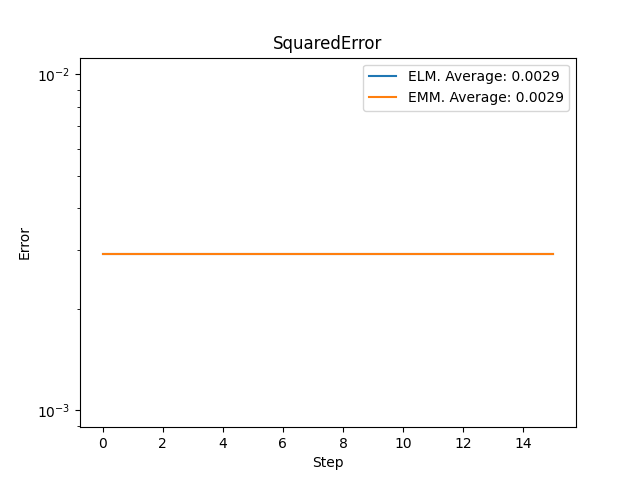 SquaredError
ELM. Average: 0.0029
EMM. Average: 0.0029
10⁻²
Error
10⁻³
0 2 4 6 8 10 12 14
Step